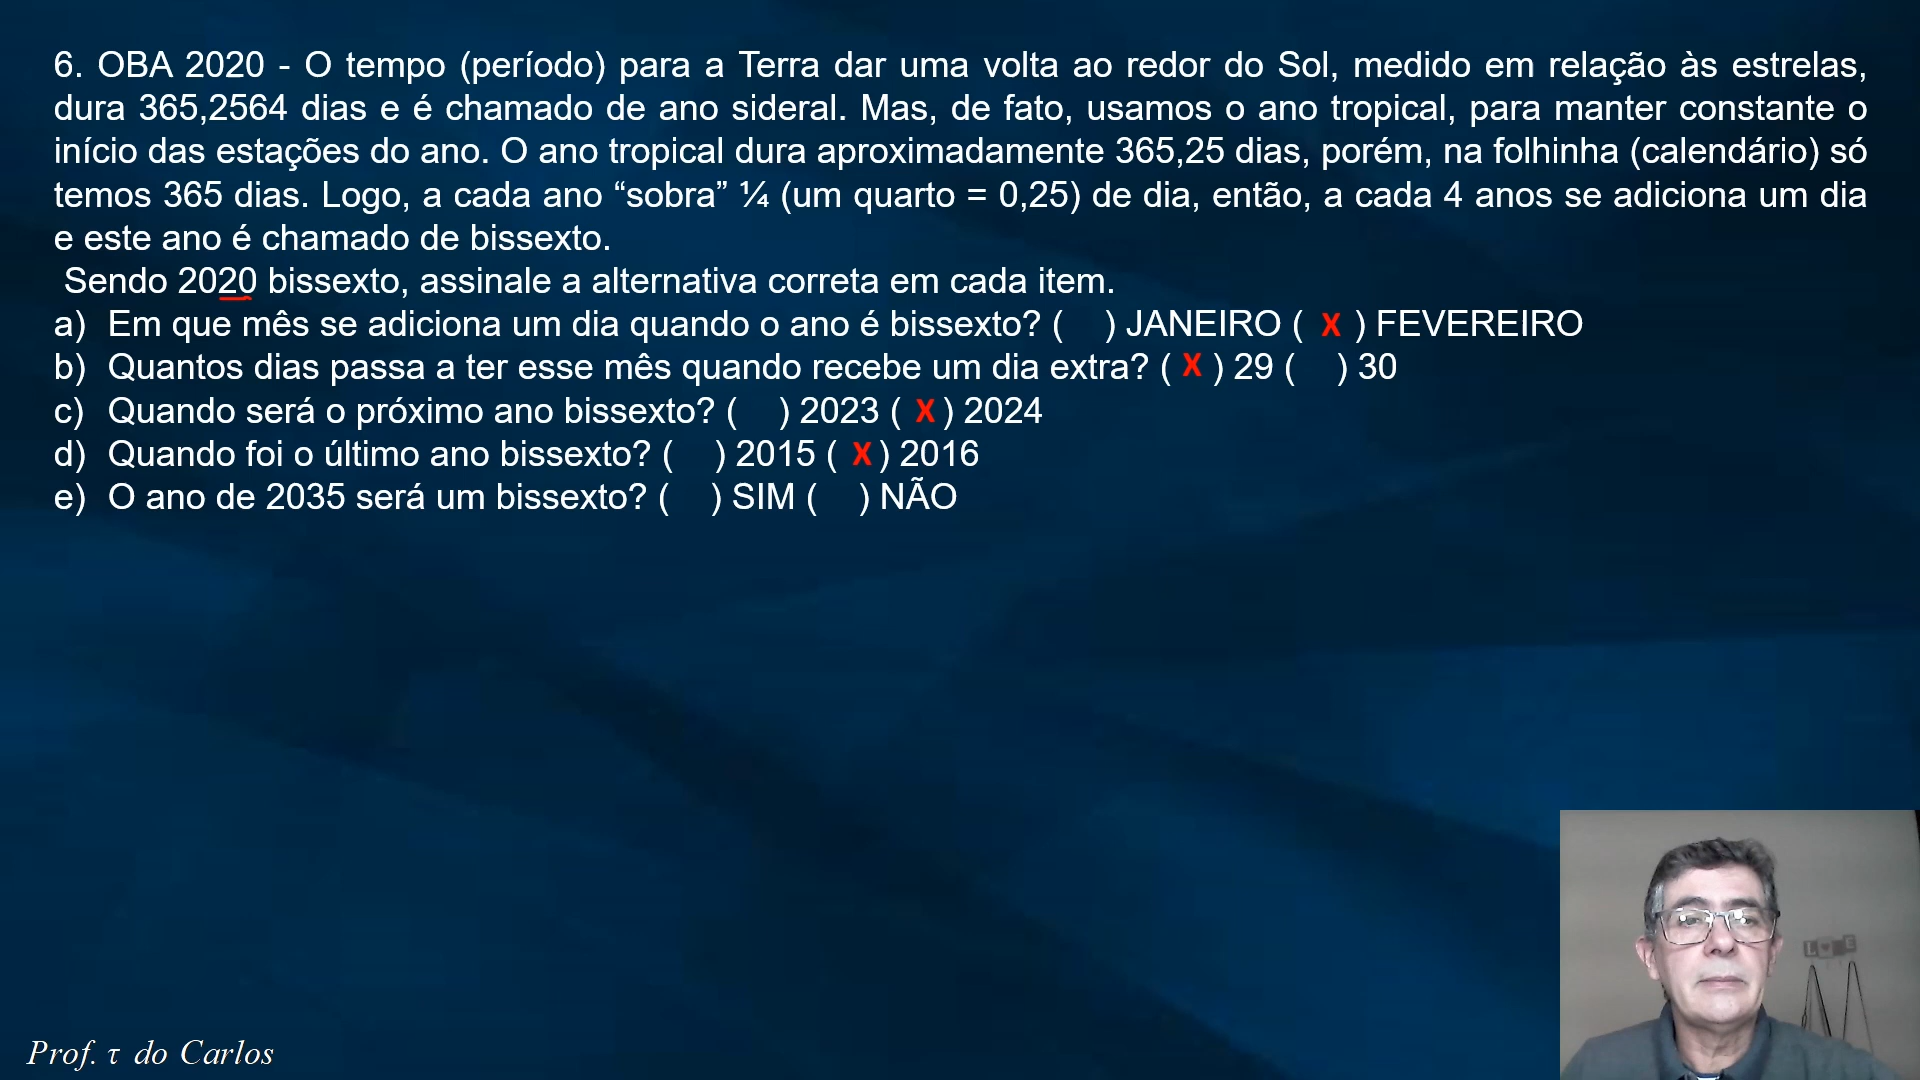 6. OBA 2020 - O tempo (período) para a Terra dar uma volta ao redor do Sol, medido em relação às estrelas,
dura 365,2564 dias e é chamado de ano sideral. Mas, de fato, usamos o ano tropical, para manter constante o
início das estações do ano. O ano tropical dura aproximadamente 365,25 dias, porém, na folhinha (calendário) só
temos 365 dias. Logo, a cada ano “sobra” ¼ (um quarto = 0,25) de dia, então, a cada 4 anos se adiciona um dia
e este ano é chamado de bissexto.
Sendo 2020 bissexto, assinale a alternativa correta em cada item.
a) Em que mês se adiciona um dia quando o ano é bissexto? ( ) JANEIRO ( X ) FEVEREIRO
b) Quantos dias passa a ter esse mês quando recebe um dia extra? ( X ) 29 ( ) 30
c) Quando será o próximo ano bissexto? ( ) 2023 ( X ) 2024
d) Quando foi o último ano bissexto? ( ) 2015 ( X ) 2016
e) O ano de 2035 será um bissexto? ( ) SIM ( ) NÃO
L♥VE
Prof. τ do Carlos